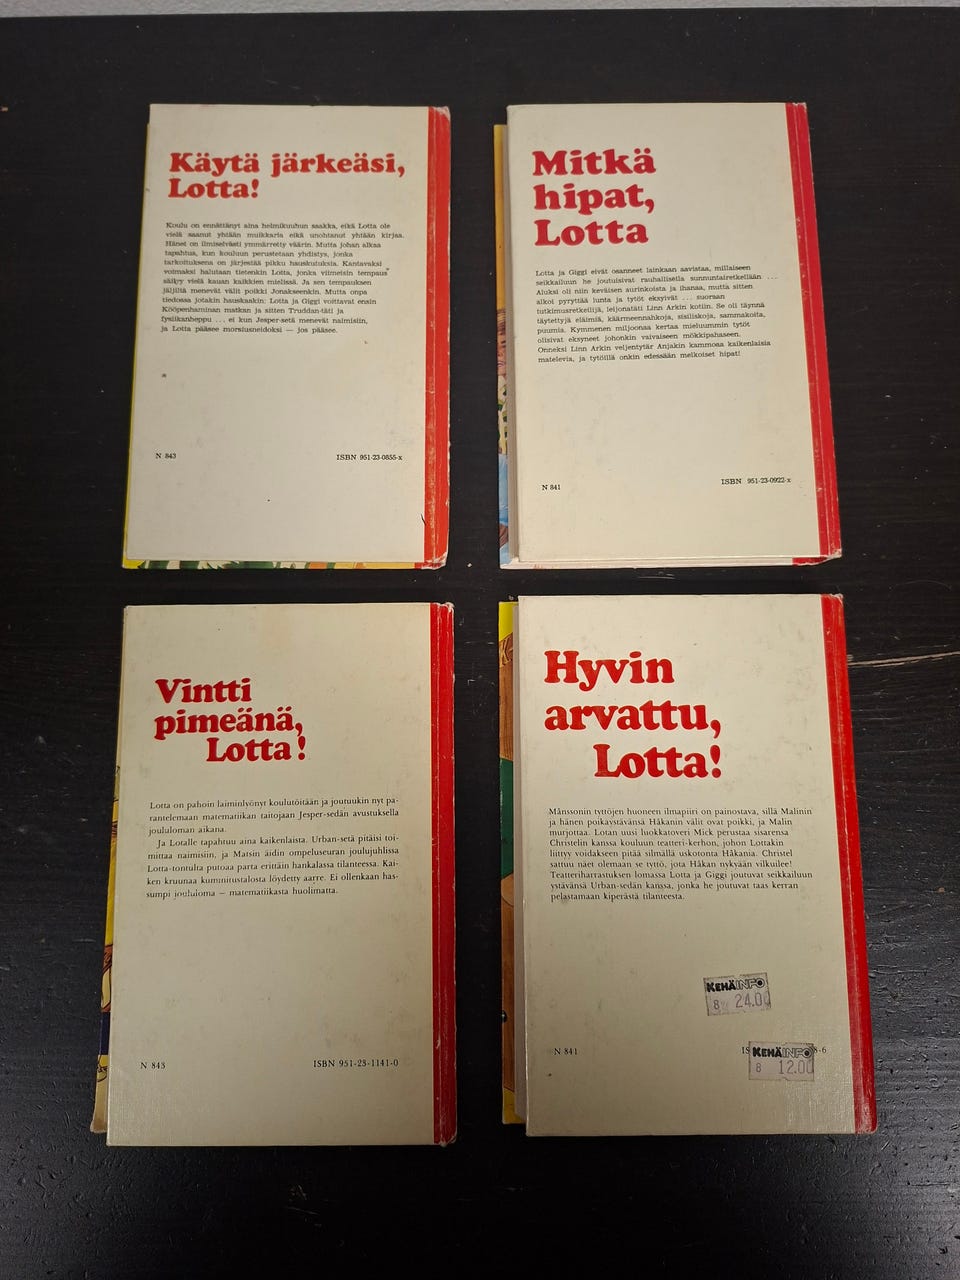 Käytä järkeäsi,
Lotta!
Koulu on ennättänyt aina helmikuuhun saakka, eikä Lotta ole
vielä saanut yhtään muikkaria eikä unohtanut yhtään kirjaa.
Hänet on ilmiselvästi ymmärretty väärin. Mutta johan alkaa
tapahtua, kun kouluun perustetaan yhdistys, jonka
tarkoituksena on järjestää pikku hauskutuksia. Kantavaksi
voimaksi halutaan tietenkin Lotta, jonka viimeisin tempaus
säilyy vielä kauan kaikkien mielissä. Ja sen tempauksen
jäljiltä menevät välit poikki Jonakseenkin. Mutta onpa
tiedossa jotakin hauskaakin: Lotta ja Giggi voittavat ensin
Kööpenhaminan matkan ja sitten Truddan-täti ja
fysiikanheppu . . . ei kun Jesper-setä menevät naimisiin,
ja Lotta pääsee morsiusneidoksi — jos pääsee.
N 843
ISBN 951-23-0855-x
Mitkä
hipat,
Lotta
Lotta ja Giggi eivät osanneet lainkaan aavistaa, millaiseen
seikkailuun he joutuisivat rauhallisella sunnuntairetkellään . . .
Aluksi oli niin keväisen aurinkoista ja ihanaa, mutta sitten
alkoi pyryttää lunta ja tytöt eksyivät . . . suoraan
tutkimusretkeilijä, leijonatäti Linn Arkin kotiin. Se oli täynnä
täytettyjä eläimiä, käärmeennahkoja, sisiliskoja, sammakoita,
puumia. Kymmenen miljoonaa kertaa mieluummin tytöt
olisivat eksyneet johonkin vaivaiseen mökkipahaseen.
Onneksi Linn Arkin veljentytär Anjakin kammoaa kaikenlaisia
matelevia, ja tytöillä onkin edessään melkoiset hipat!
N 841
ISBN 951-23-0922-x
Vintti
pimeänä,
Lotta!
Lotta on pahoin laiminlyönyt koulutöitään ja joutuukin nyt pa-
rantelemaan matematiikan taitojaan Jesper-sedän avustuksella
joululoman aikana.
Ja Lotalle tapahtuu aina kaikenlaista. Urban-setä pitäisi toi-
mittaa naimisiin, ja Matsin äidin ompeluseuran joulujuhlissa
Lotta-tontulta putoaa parta erittäin hankalassa tilanteessa. Kai-
ken kruunaa kummitustalosta löydetty aarre. Ei ollenkaan has-
sumpi joululoma — matematiikasta huolimatta.
N 843
ISBN 951-23-1141-0
Hyvin
arvattu,
Lotta!
Månssonin tyttöjen huoneen ilmapiiri on painostava, sillä Malinin
ja hänen poikaystävänsä Håkanin välit ovat poikki, ja Malin
murjottaa. Lotan uusi luokkatoveri Mick perustaa sisarensa
Christelin kanssa kouluun teatteri-kerhon, johon Lottakin
liittyy voidakseen pitää silmällä uskotonta Håkania. Christel
sattuu näet olemaan se tyttö, jota Håkan nykyään vilkuilee!
Teatteriharrastuksen lomassa Lotta ja Giggi joutuvat seikkailuun
ystävänsä Urban-sedän kanssa, jonka he joutuvat taas kerran
pelastamaan kiperästä tilanteesta.
KEHÄINFO
8 24.00
N 841
KEHÄINFO
8-6
8 12.00